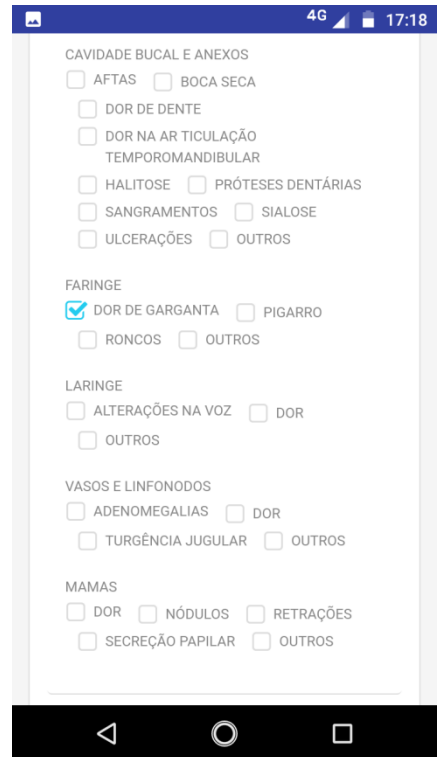 4G 17:18
CAVIDADE BUCAL E ANEXOS
AFTAS BOCA SECA
DOR DE DENTE
DOR NA AR TICULAÇÃO
TEMPOROMANDIBULAR
HALITOSE PRÓTESES DENTÁRIAS
SANGRAMENTOS SIALOSE
ULCERAÇÕES OUTROS
FARINGE
DOR DE GARGANTA PIGARRO
RONCOS OUTROS
LARINGE
ALTERAÇÕES NA VOZ DOR
OUTROS
VASOS E LINFONODOS
ADENOMEGALIAS DOR
TURGÊNCIA JUGULAR OUTROS
MAMAS
DOR NÓDULOS RETRAÇÕES
SECREÇÃO PAPILAR OUTROS